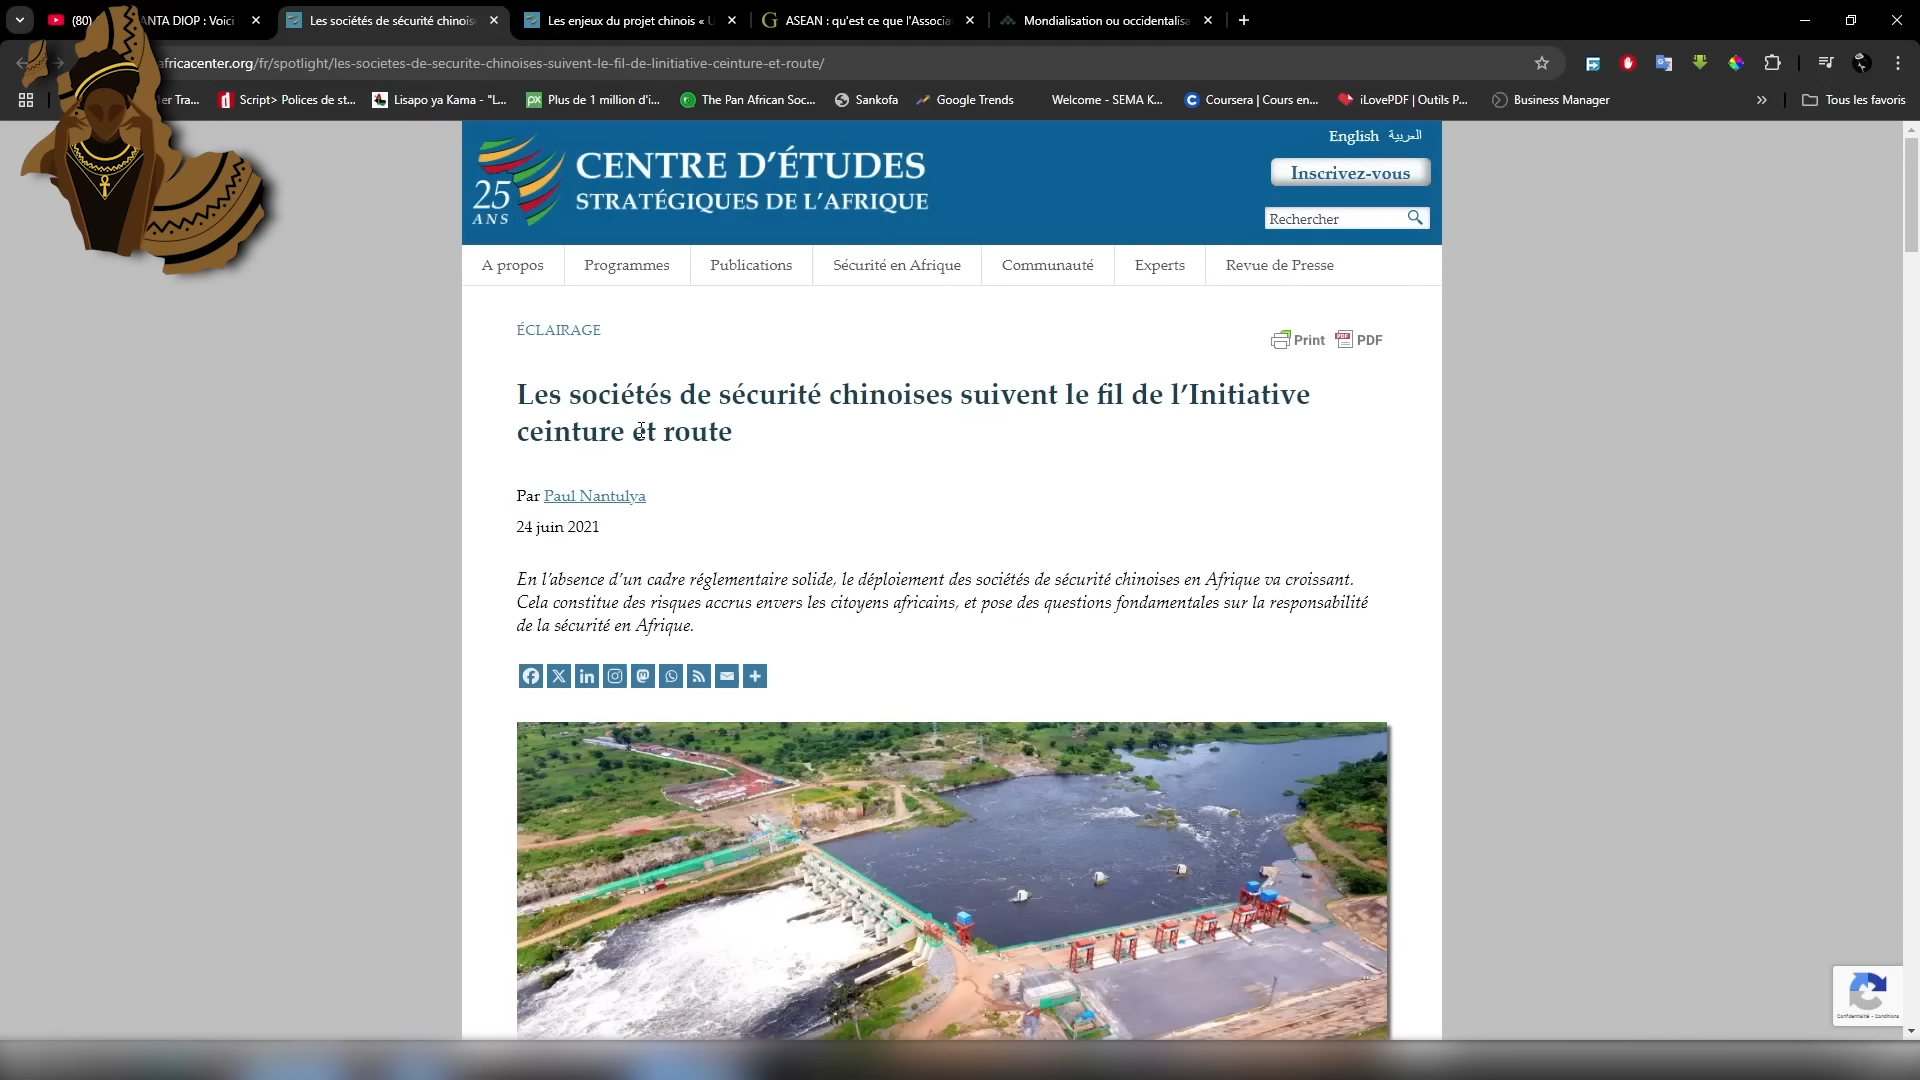 (80)
ANTA DIOP : Voici
Les sociétés de sécurité chinois
Les enjeux du projet chinois « U
ASEAN : qu'est ce que l'Associa
Mondialisation ou occidentalisa
africacenter.org/fr/spotlight/les-societes-de-securite-chinoises-suivent-le-fil-de-linitiative-ceinture-et-route/
Script> Polices de st...
Lisapo ya Kama - "L...
Plus de 1 million d'i...
The Pan African Soc...
Sankofa
Google Trends
Welcome - SEMA K...
Coursera | Cours en...
iLovePDF | Outils P...
Business Manager
Tous les favoris
English العربية
25
ANS
CENTRE D'ÉTUDES
STRATÉGIQUES DE L'AFRIQUE
Inscrivez-vous
Rechercher
A propos
Programmes
Publications
Sécurité en Afrique
Communauté
Experts
Revue de Presse
ÉCLAIRAGE
Print PDF
Les sociétés de sécurité chinoises suivent le fil de l'Initiative
ceinture et route
Par Paul Nantulya
24 juin 2021
En l'absence d'un cadre réglementaire solide, le déploiement des sociétés de sécurité chinoises en Afrique va croissant.
Cela constitue des risques accrus envers les citoyens africains, et pose des questions fondamentales sur la responsabilité
de la sécurité en Afrique.
Confidentialité - Conditions